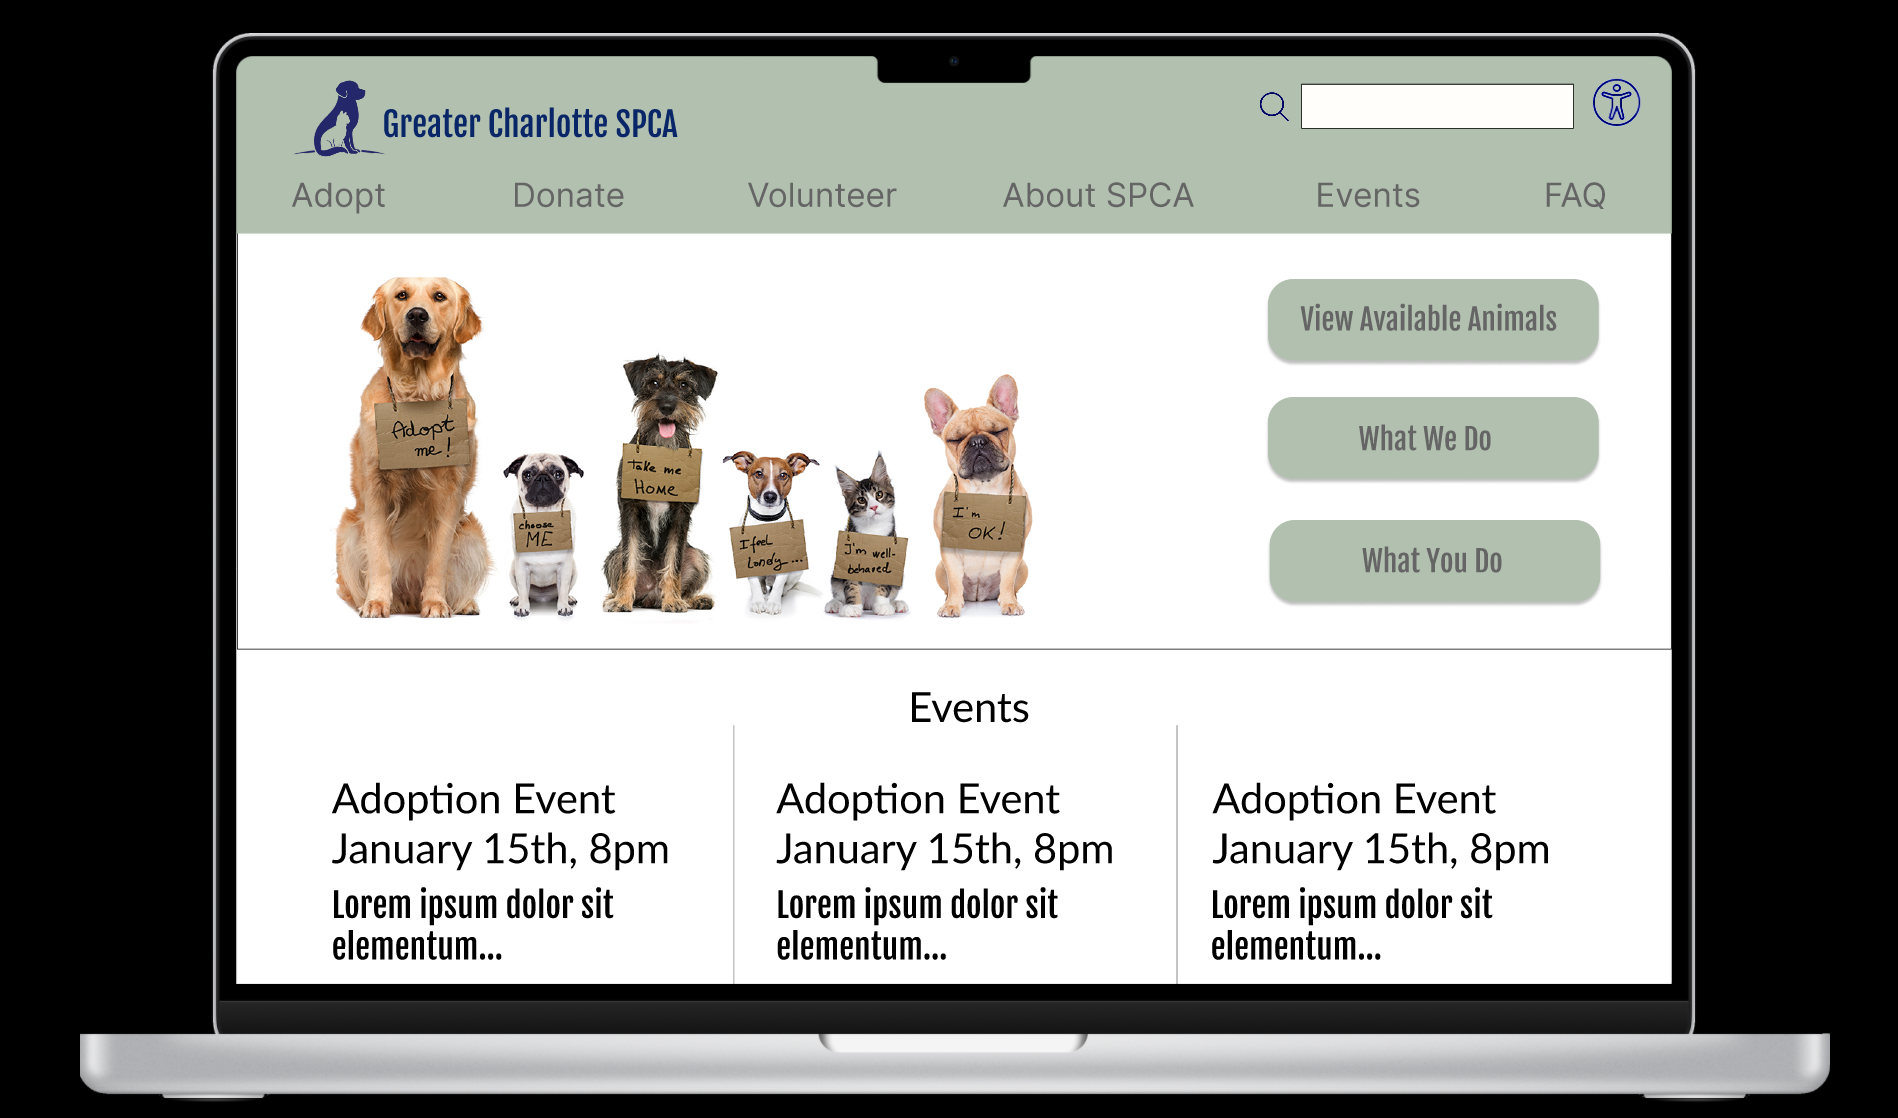 Greater Charlotte SPCA
Adopt Donate Volunteer About SPCA Events FAQ
Adopt
me!
choose
ME
Take me
HOME
I feel
Lonely...
I'm well-
behaved
I'm
OK!
View Available Animals
What We Do
What You Do
Events
Adoption Event
January 15th, 8pm
Lorem ipsum dolor sit
elementum...
Adoption Event
January 15th, 8pm
Lorem ipsum dolor sit
elementum...
Adoption Event
January 15th, 8pm
Lorem ipsum dolor sit
elementum...